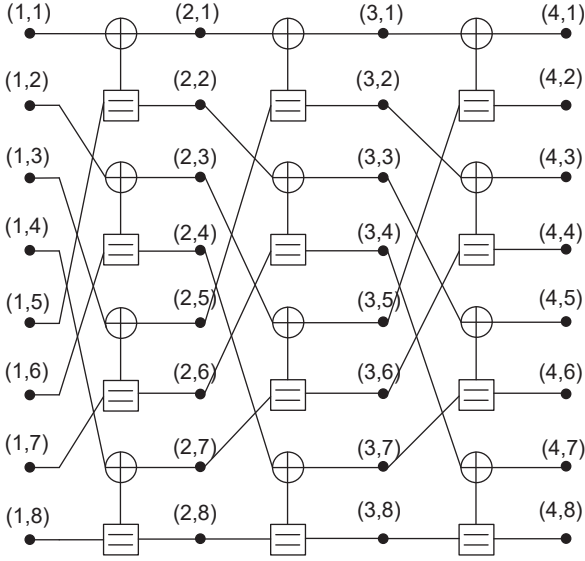 (1,1) (2,1) (3,1) (4,1)
(1,2) (2,2) (3,2) (4,2)
(1,3) (2,3) (3,3) (4,3)
(1,4) (2,4) (3,4) (4,4)
(1,5) (2,5) (3,5) (4,5)
(1,6) (2,6) (3,6) (4,6)
(1,7) (2,7) (3,7) (4,7)
(1,8) (2,8) (3,8) (4,8)